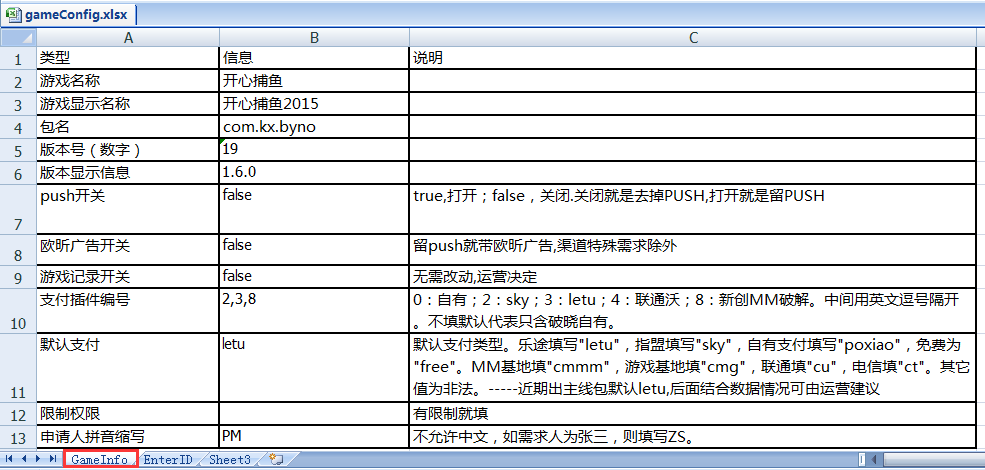 gameConfig.xlsx
A B C
1 类型 信息 说明
2 游戏名称 开心捕鱼
3 游戏显示名称 开心捕鱼2015
4 包名 com.kx.byno
5 版本号（数字） 19
6 版本显示信息 1.6.0
7 push开关 false true,打开；false，关闭.关闭就是去掉PUSH,打开就是留PUSH
8 欧昕广告开关 false 留push就带欧昕广告,渠道特殊需求除外
9 游戏记录开关 false 无需改动,运营决定
10 支付插件编号 2,3,8 0：自有；2：sky；3：letu；4：联通沃；8：新创MM破解。中间用英文逗号隔开
。不填默认代表只含破晓自有。
11 默认支付 letu 默认支付类型。乐途填写"letu"，指盟填写"sky"，自有支付填写"poxiao"，免费为
"free"。MM基地填"cmmm"，游戏基地填"cmg"，联通填"cu"，电信填"ct"。其它
值为非法。-----近期出主线包默认letu,后面结合数据情况可由运营建议
12 限制权限 有限制就填
13 申请人拼音缩写 PM 不允许中文，如需求人为张三，则填写ZS。
GameInfo EnterID Sheet3